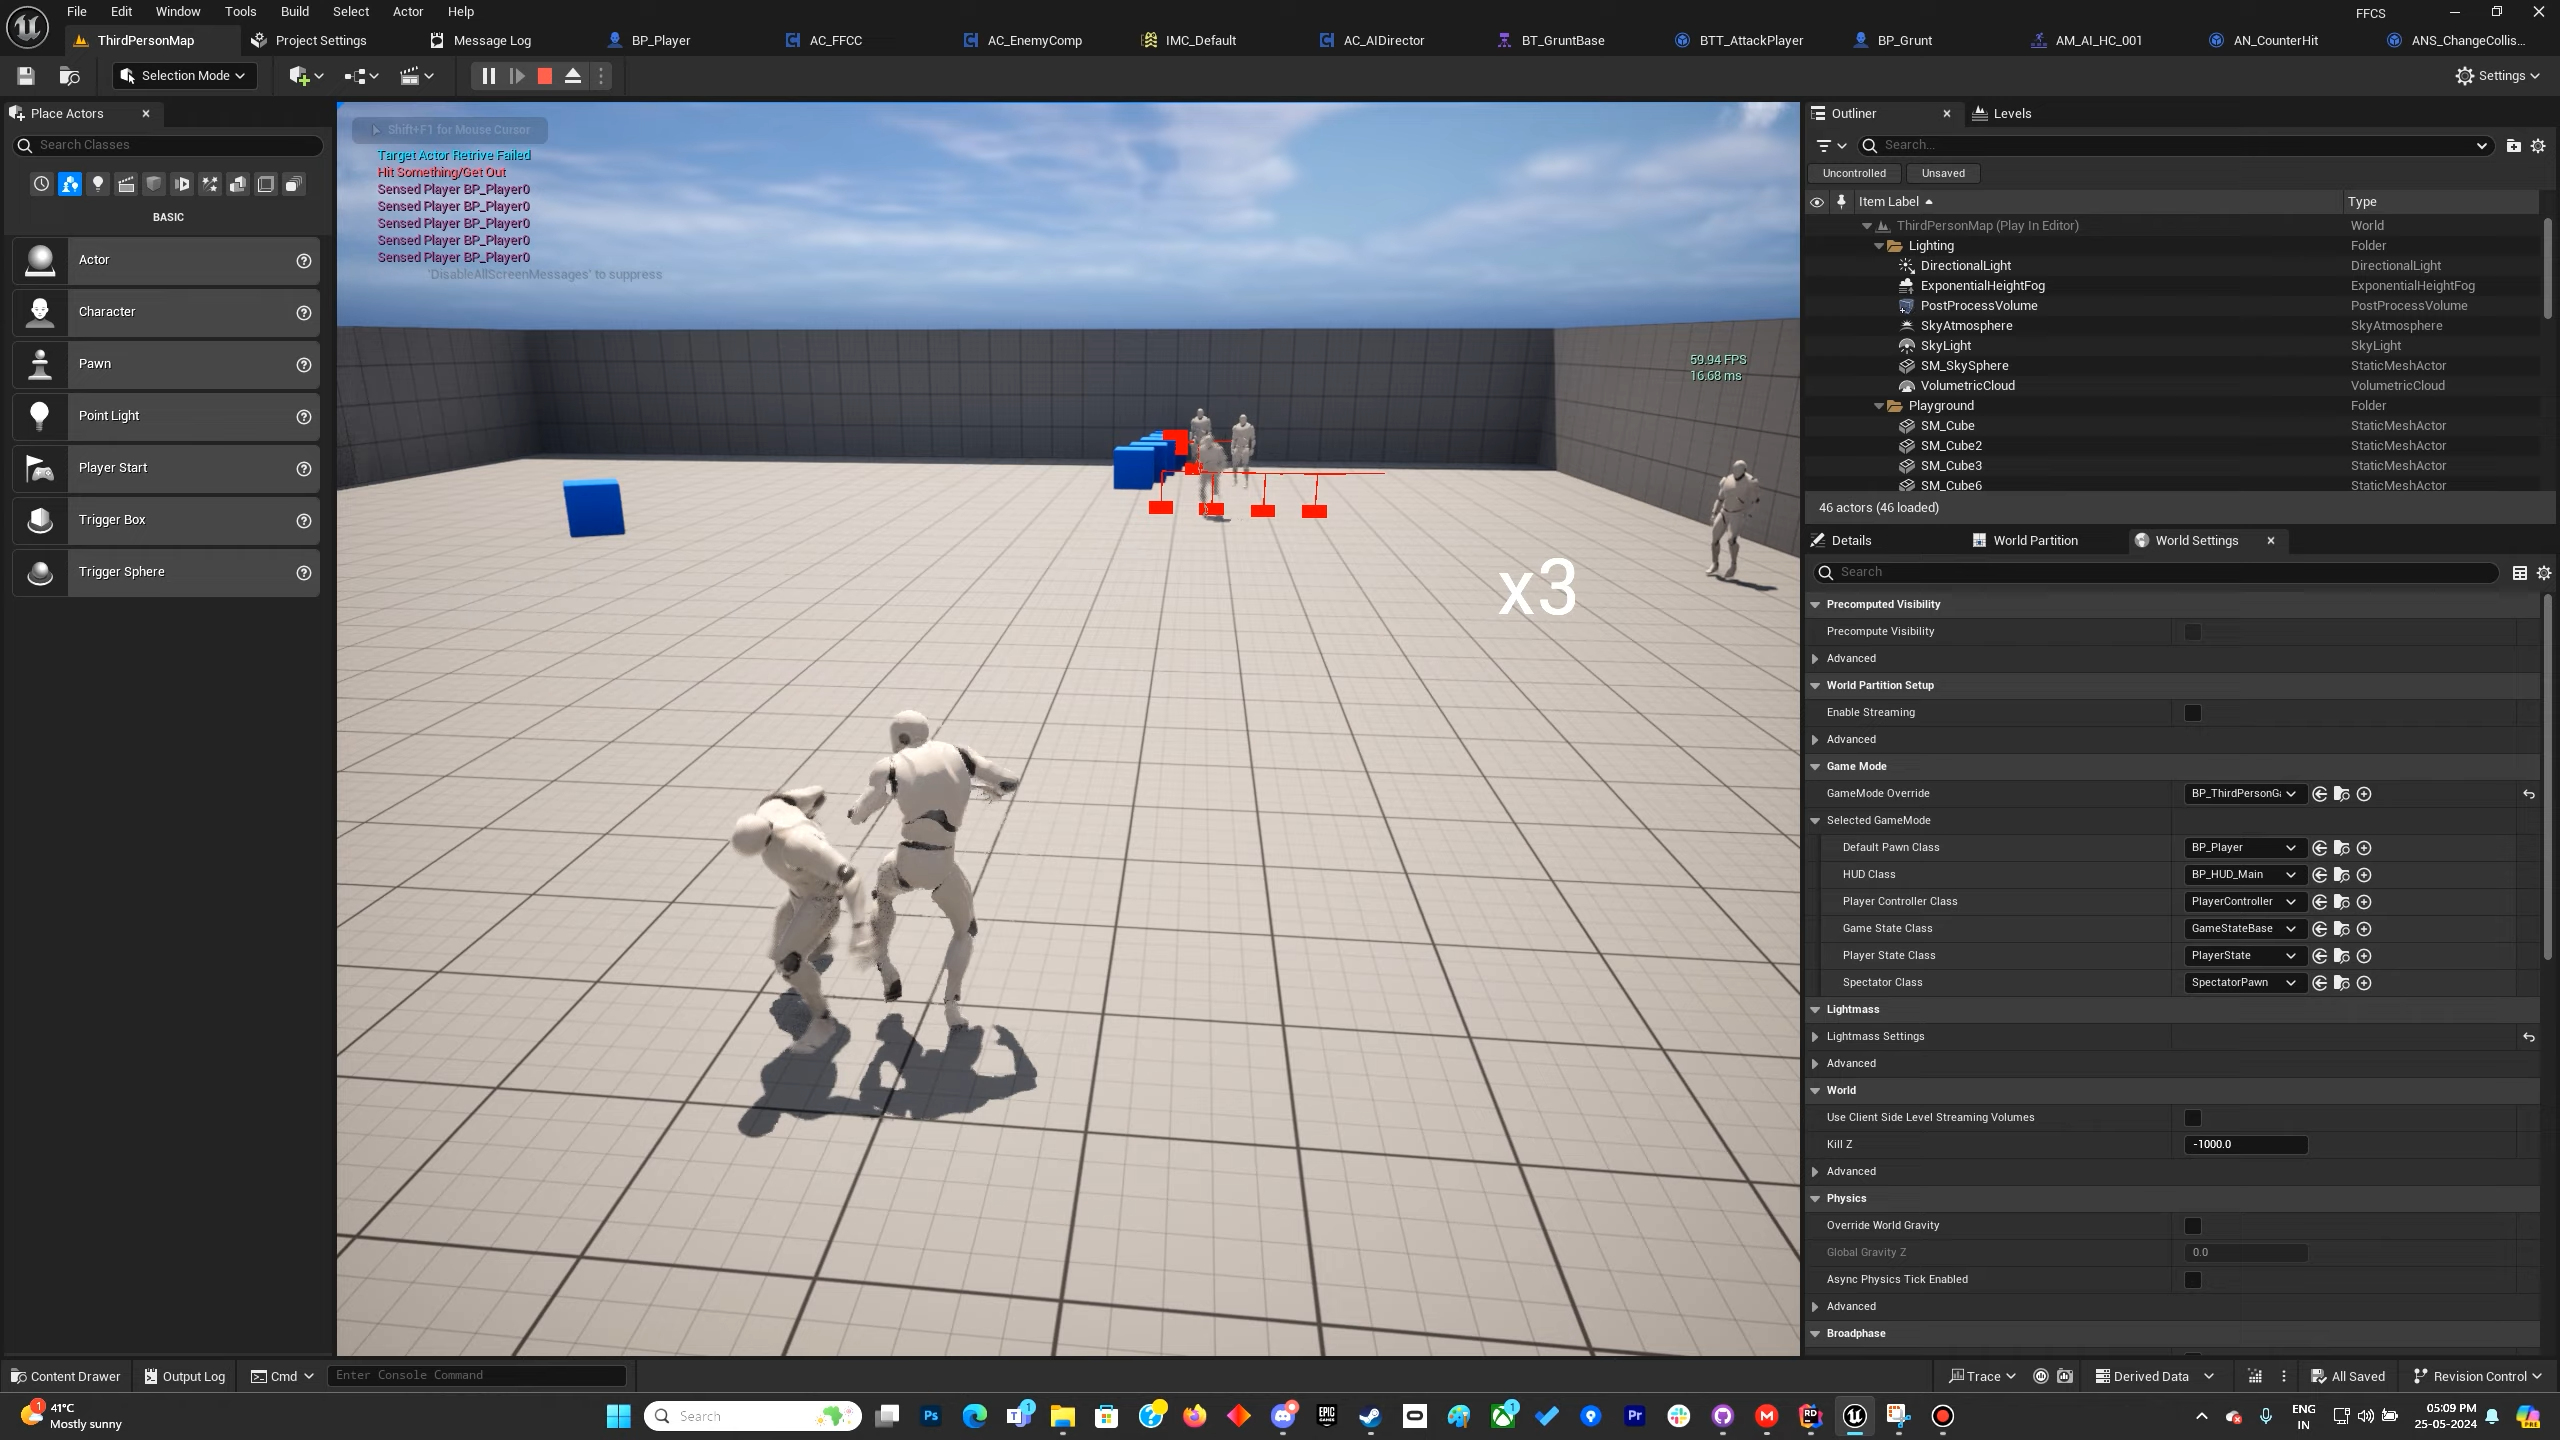 File Edit Window Tools Build Select Actor Help
FFCS
ThirdPersonMap Project Settings Message Log BP_Player AC_FFCC AC_EnemyComp IMC_Default AC_AIDirector BT_GruntBase BTT_AttackPlayer BP_Grunt AM_AI_HC_001 AN_CounterHit ANS_ChangeCollis...
Selection Mode
Settings
Place Actors
Search Classes
BASIC
Actor
Character
Pawn
Point Light
Player Start
Trigger Box
Trigger Sphere
Shift+F1 for Mouse Cursor
Target Actor Retrive Failed
Hit Something/Get Out
Sensed Player BP_Player0
Sensed Player BP_Player0
Sensed Player BP_Player0
Sensed Player BP_Player0
Sensed Player BP_Player0
'DisableAllScreenMessages' to suppress
59.94 FPS
16.68 ms
x3
Outliner Levels
Search...
Uncontrolled Unsaved
Item Label Type
ThirdPersonMap (Play In Editor) World
Lighting Folder
DirectionalLight DirectionalLight
ExponentialHeightFog ExponentialHeightFog
PostProcessVolume PostProcessVolume
SkyAtmosphere SkyAtmosphere
SkyLight SkyLight
SM_SkySphere StaticMeshActor
VolumetricCloud VolumetricCloud
Playground Folder
SM_Cube StaticMeshActor
SM_Cube2 StaticMeshActor
SM_Cube3 StaticMeshActor
SM_Cube6 StaticMeshActor
46 actors (46 loaded)
Details World Partition World Settings
Search
Precomputed Visibility
Precompute Visibility
Advanced
World Partition Setup
Enable Streaming
Advanced
Game Mode
GameMode Override BP_ThirdPersonGa
Selected GameMode
Default Pawn Class BP_Player
HUD Class BP_HUD_Main
Player Controller Class PlayerController
Game State Class GameStateBase
Player State Class PlayerState
Spectator Class SpectatorPawn
Lightmass
Lightmass Settings
Advanced
World
Use Client Side Level Streaming Volumes
Kill Z -1000.0
Advanced
Physics
Override World Gravity
Global Gravity Z 0.0
Async Physics Tick Enabled
Advanced
Broadphase
Content Drawer Output Log Cmd Enter Console Command
Trace Derived Data All Saved Revision Control
1 41°C
Mostly sunny
Search
Ps
1
EPIC
GAMES
1
Pr
M
RD
ENG
IN
05:09 PM
25-05-2024
PRE